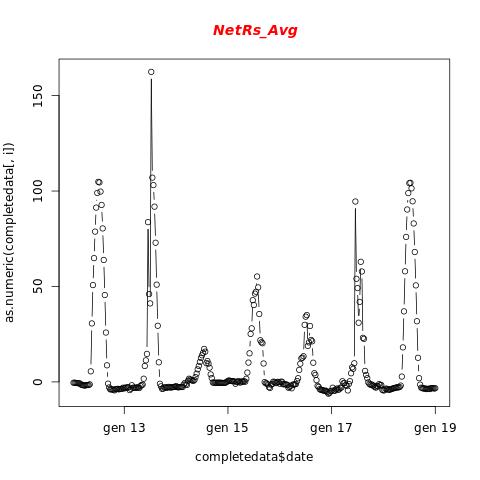 NetRs_Avg
as.numeric(completedata[, i])
150
100
50
0
gen 13
gen 15
gen 17
gen 19
completedata$date